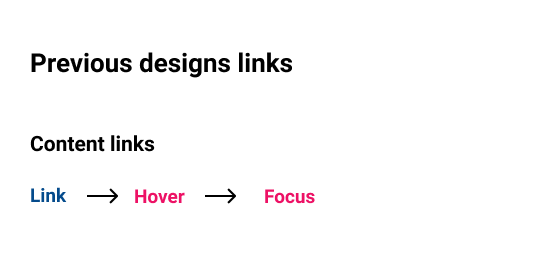 Previous designs links
Content links
Link → Hover → Focus